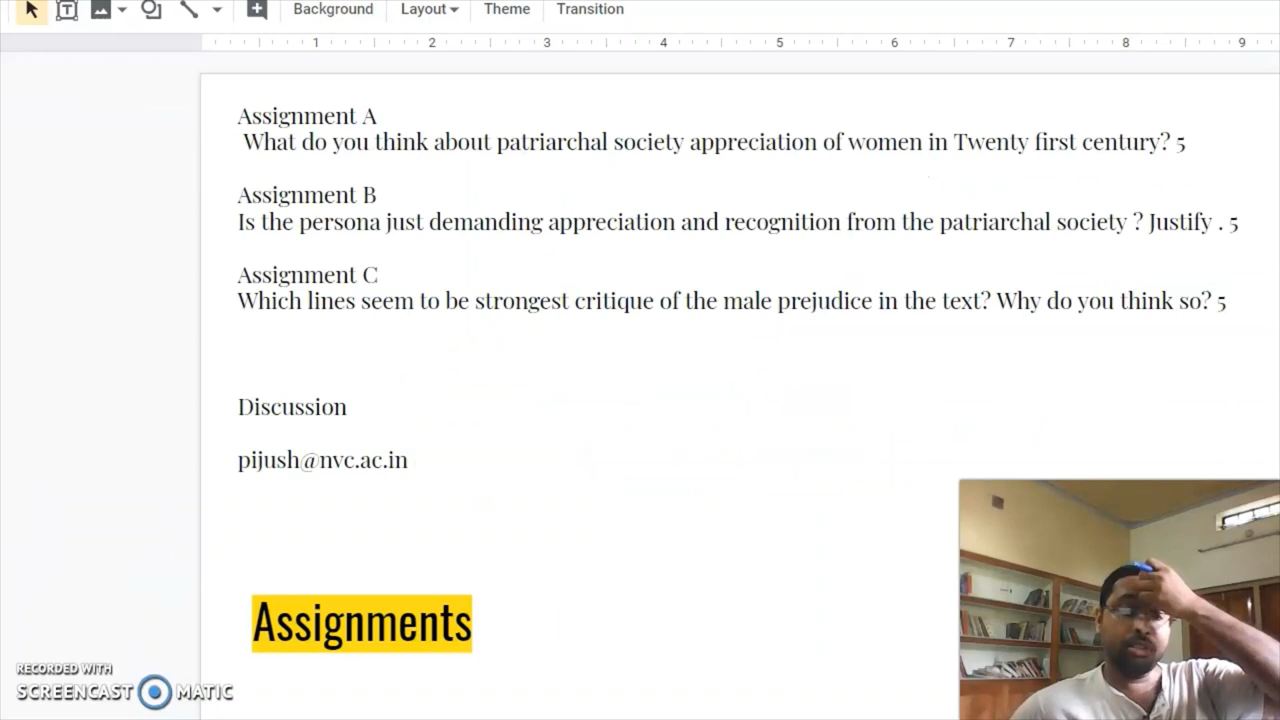 Background Layout Theme Transition
1 2 3 4 5 6 7 8 9
Assignment A
What do you think about patriarchal society appreciation of women in Twenty first century? 5
Assignment B
Is the persona just demanding appreciation and recognition from the patriarchal society ? Justify . 5
Assignment C
Which lines seem to be strongest critique of the male prejudice in the text? Why do you think so? 5
Discussion
pijush@nvc.ac.in
Assignments
RECORDED WITH
SCREENCAST MATIC